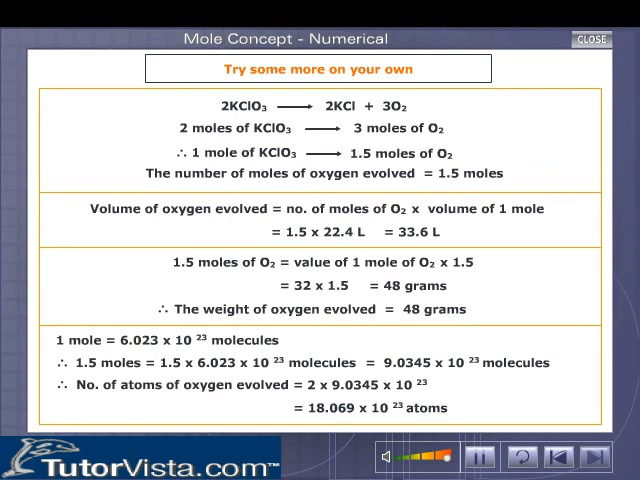 Mole Concept - Numerical
CLOSE
Try some more on your own
2KClO₃ ⟶ 2KCl + 3O₂
2 moles of KClO₃ ⟶ 3 moles of O₂
∴ 1 mole of KClO₃ ⟶ 1.5 moles of O₂
The number of moles of oxygen evolved = 1.5 moles
Volume of oxygen evolved = no. of moles of O₂ x volume of 1 mole
= 1.5 x 22.4 L = 33.6 L
1.5 moles of O₂ = value of 1 mole of O₂ x 1.5
= 32 x 1.5 = 48 grams
∴ The weight of oxygen evolved = 48 grams
1 mole = 6.023 x 10 ²³ molecules
∴ 1.5 moles = 1.5 x 6.023 x 10 ²³ molecules = 9.0345 x 10 ²³ molecules
∴ No. of atoms of oxygen evolved = 2 x 9.0345 x 10 ²³
= 18.069 x 10 ²³ atoms
TutorVista.com™